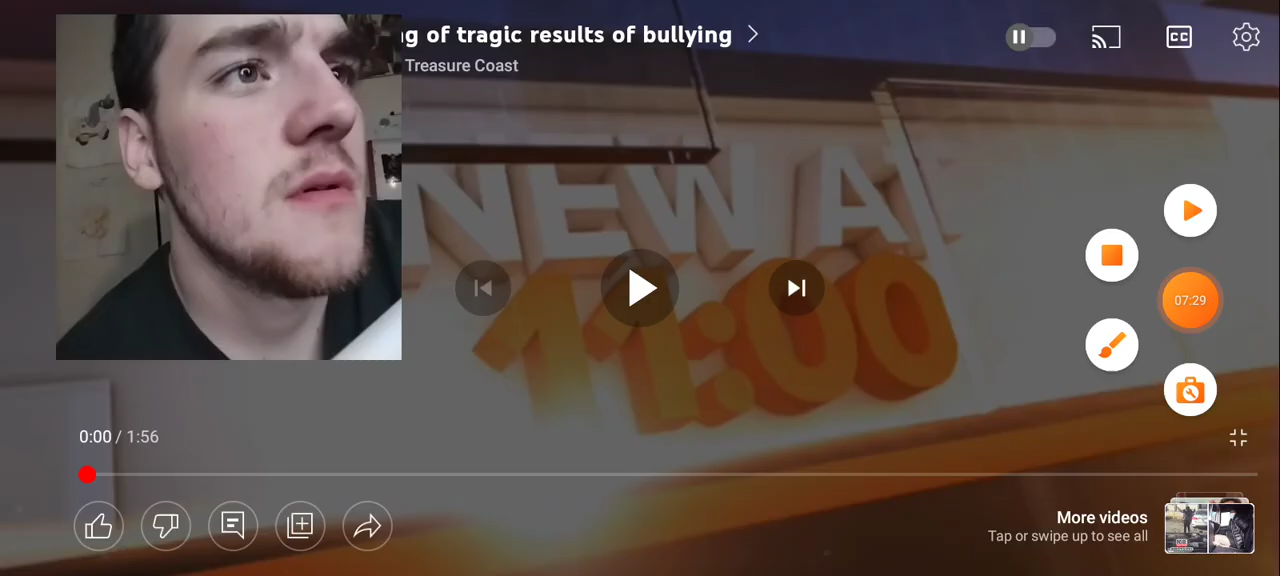 g of tragic results of bullying
Treasure Coast
NEW A
11:00
07:29
0:00 / 1:56
More videos
Tap or swipe up to see all